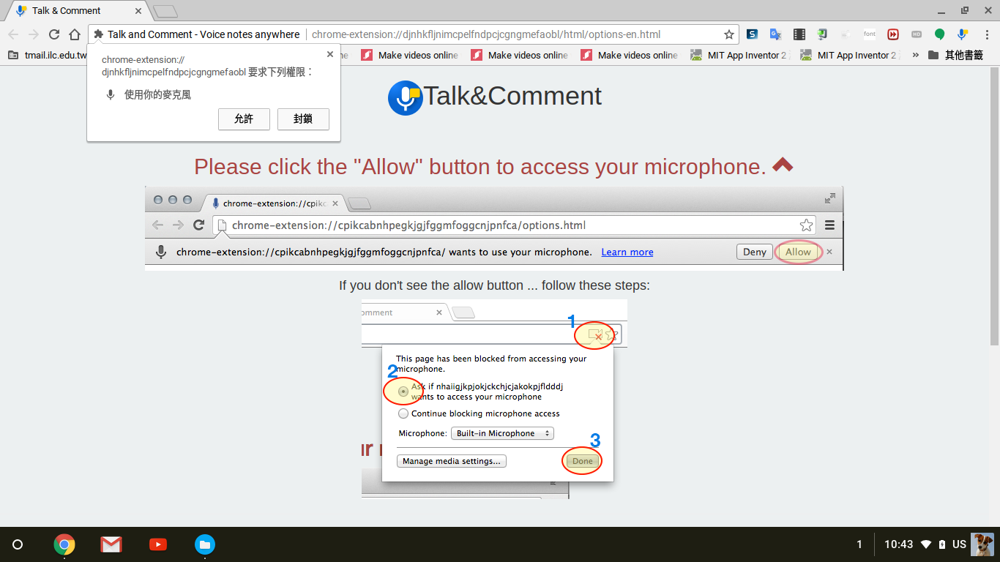 Talk & Comment
Talk and Comment - Voice notes anywhere
chrome-extension://djnhkfljnimcpelfndpcjcgngmefaobl/html/options-en.html
font
HD
tmail.ilc.edu.tw
Make videos online
Make videos online
Make videos online
MIT App Inventor 2
MIT App Inventor 2
»
其他書籤
chrome-extension://
djnhkfljnimcpelfndpcjcgngmefaobl 要求下列權限：
使用你的麥克風
允許
封鎖
Talk&Comment
Please click the "Allow" button to access your microphone.
chrome-extension://cpikc
chrome-extension://cpikcabnhpegkjgjfggmfoggcnjpnfca/options.html
chrome-extension://cpikcabnhpegkjgjfggmfoggcnjpnfca/ wants to use your microphone. Learn more
Deny
Allow
If you don't see the allow button ... follow these steps:
omment
1
This page has been blocked from accessing your
microphone.
2
Ask if nhaiigjkpjokjckchjcjakokpjfldddj
wants to access your microphone
Continue blocking microphone access
Microphone: Built-in Microphone
3
Manage media settings...
Done
1
10:43
US